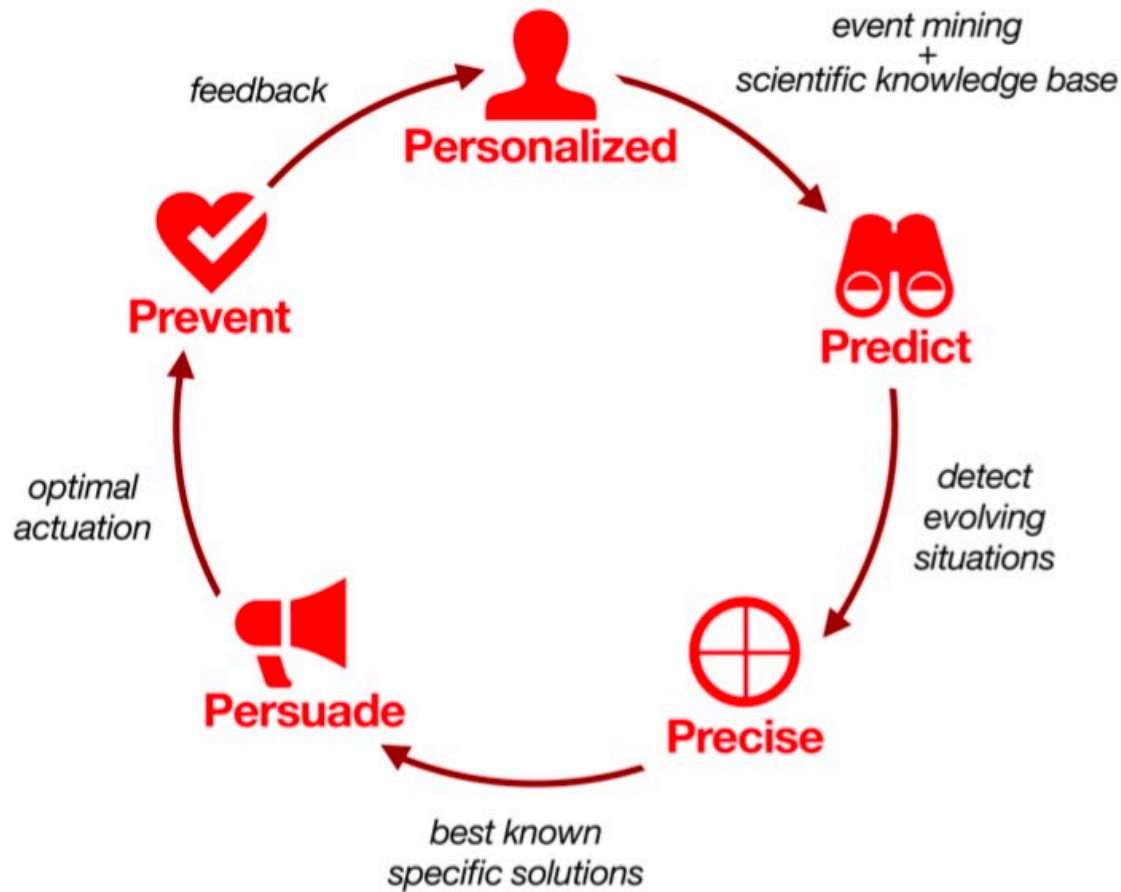 event mining
+
scientific knowledge base
feedback
Personalized
Prevent
Predict
optimal
actuation
detect
evolving
situations
Persuade
Precise
best known
specific solutions